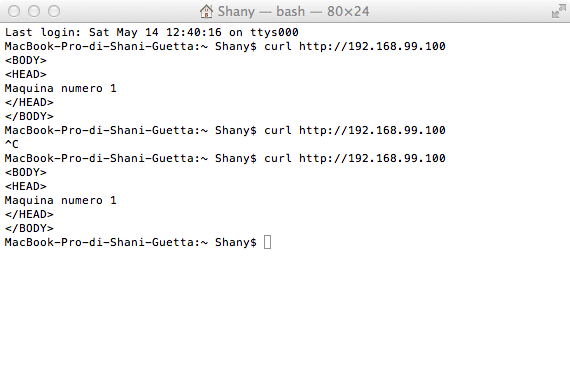 Shany — bash — 80×24
Last login: Sat May 14 12:40:16 on ttys000
MacBook-Pro-di-Shani-Guetta:~ Shany$ curl http://192.168.99.100
<BODY>
<HEAD>
Maquina numero 1
</HEAD>
</BODY>
MacBook-Pro-di-Shani-Guetta:~ Shany$ curl http://192.168.99.100
^C
MacBook-Pro-di-Shani-Guetta:~ Shany$ curl http://192.168.99.100
<BODY>
<HEAD>
Maquina numero 1
</HEAD>
</BODY>
MacBook-Pro-di-Shani-Guetta:~ Shany$